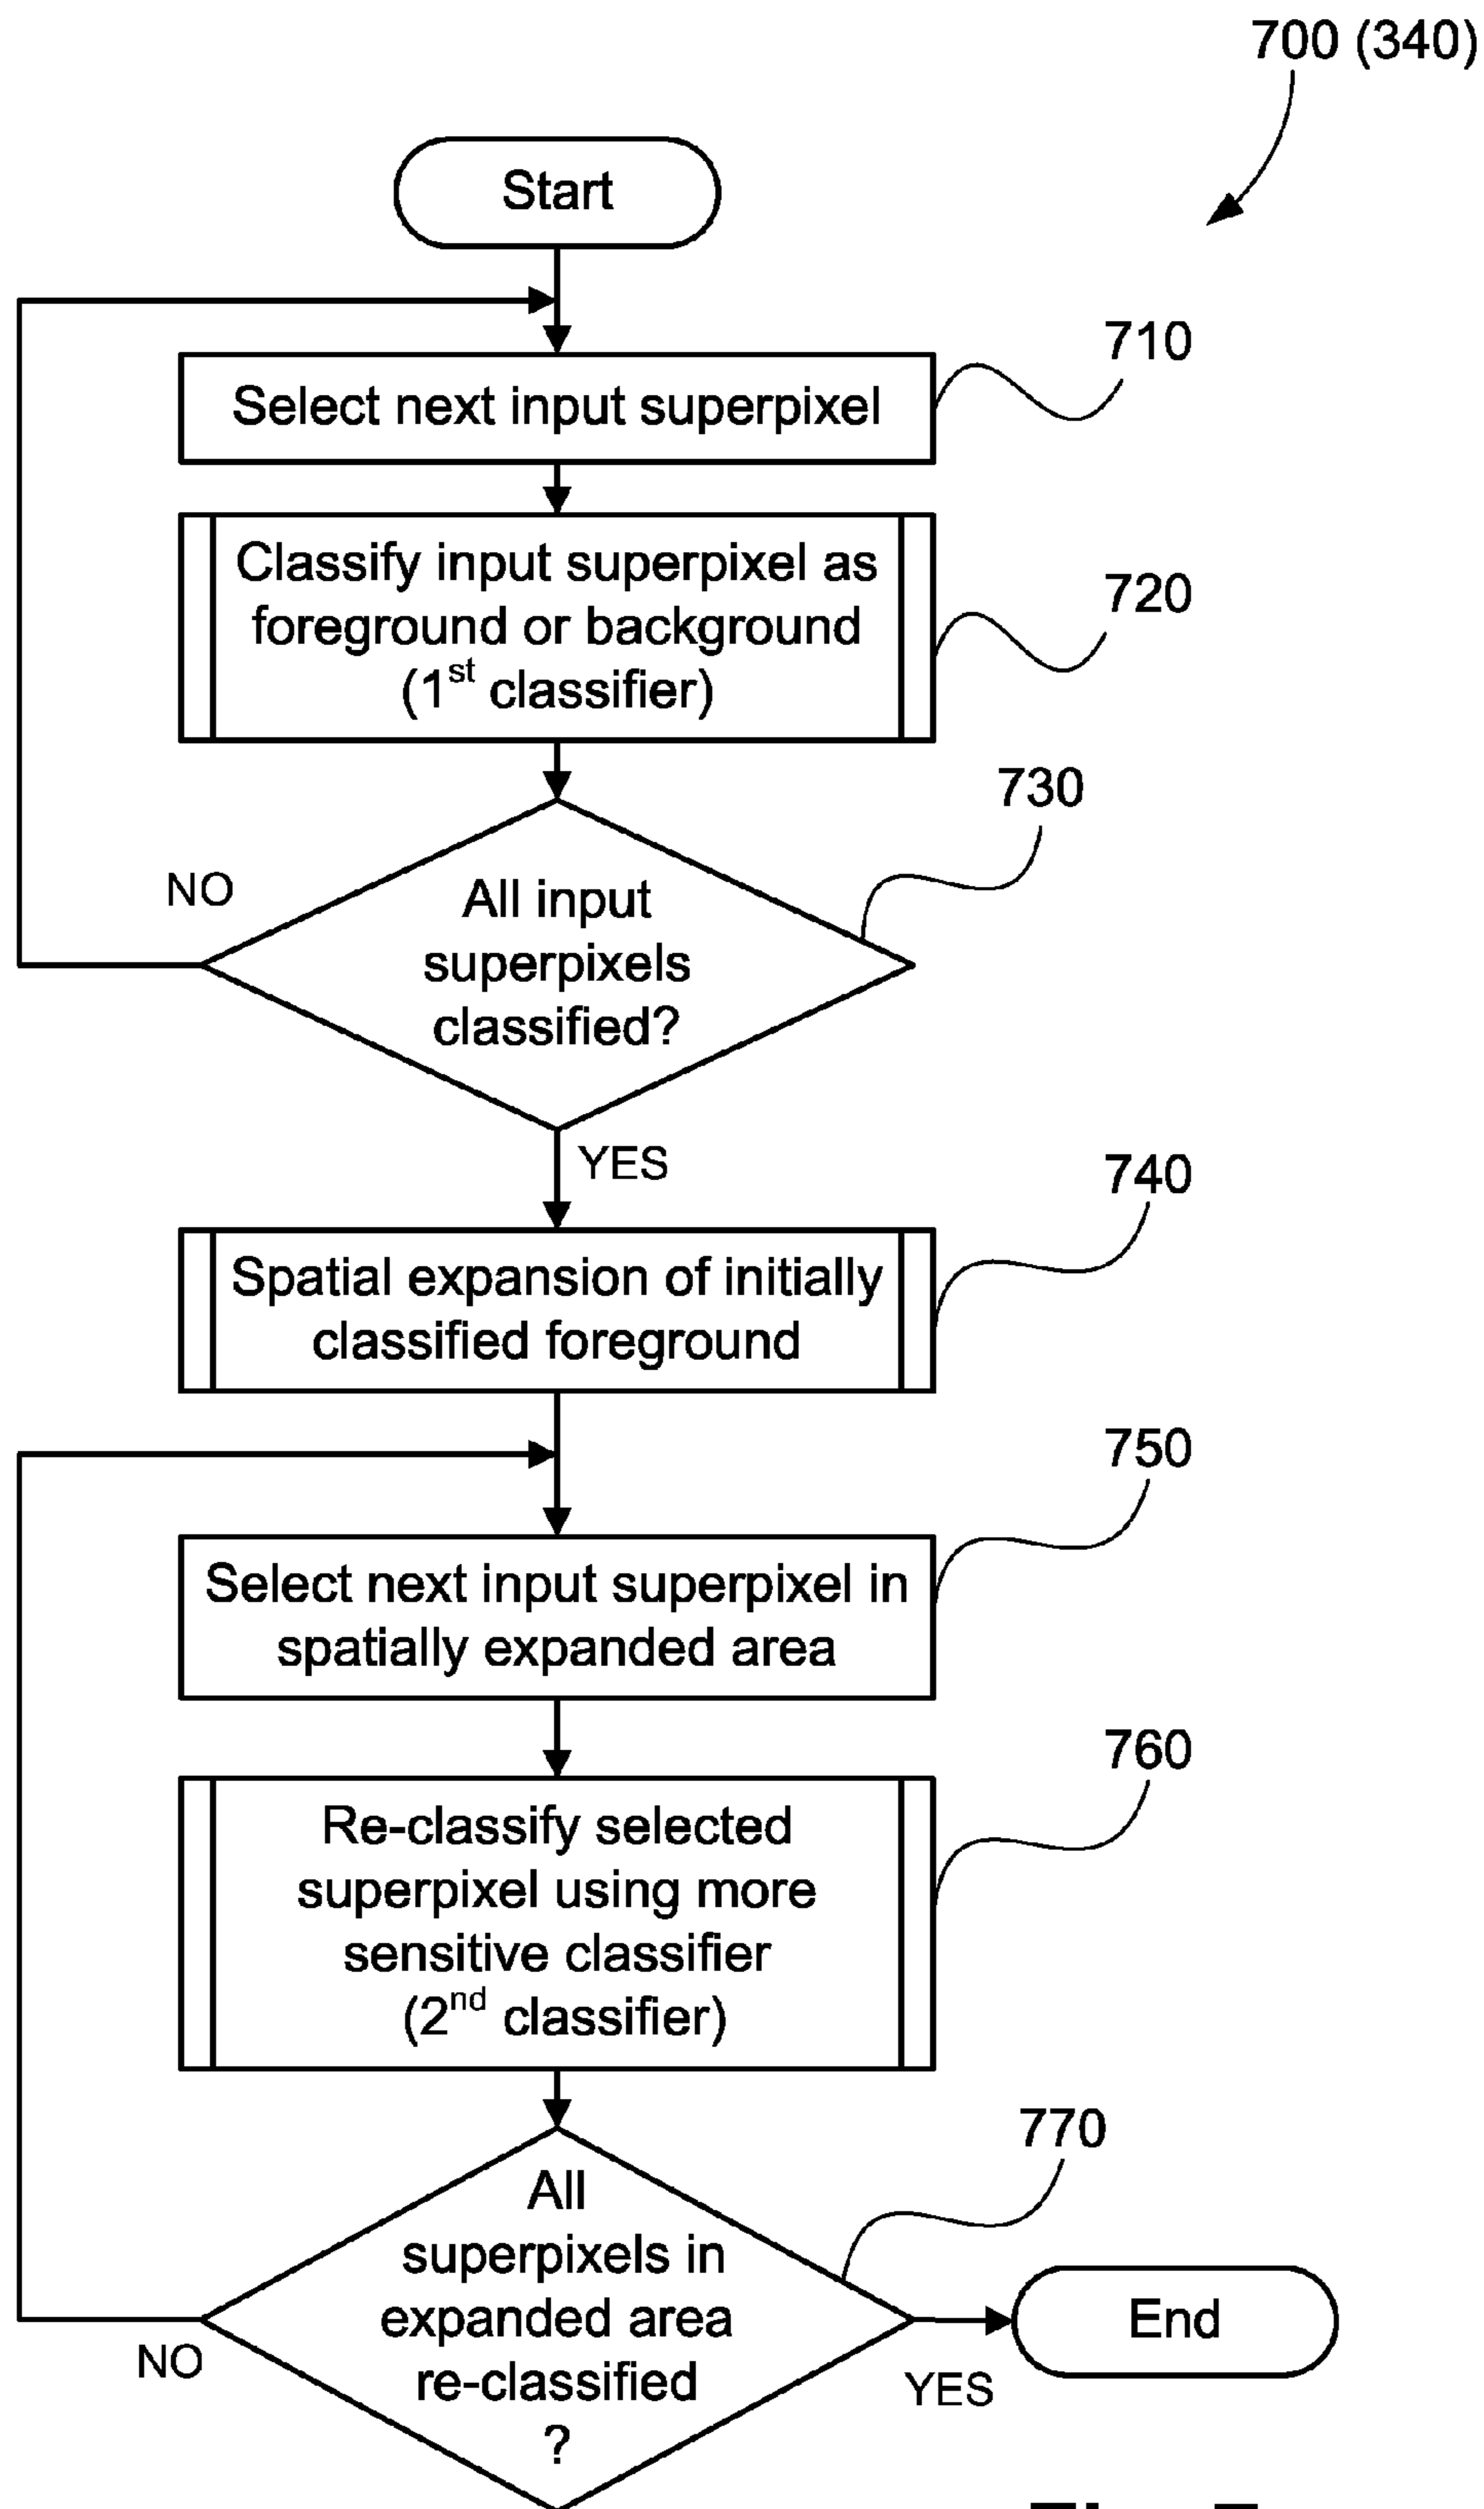 700 (340)
Start
710
Select next input superpixel
720
Classify input superpixel as
foreground or background
(1st classifier)
730
NO
All input
superpixels
classified?
YES
740
Spatial expansion of initially
classified foreground
750
Select next input superpixel in
spatially expanded area
760
Re-classify selected
superpixel using more
sensitive classifier
(2nd classifier)
770
All
superpixels in
expanded area
re-classified
?
NO
YES
End